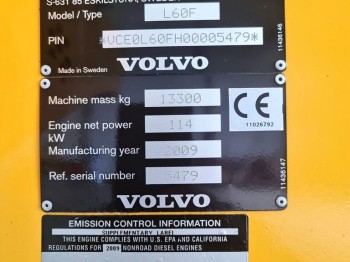 S-631 85 ESKILSTUNA, SWEDEN
Model / Type L60F
PIN *VCE0L60FH00005479*
Made in Sweden VOLVO
11436146
Machine mass kg 13300
Engine net power kW 114
Manufacturing year 2009
Ref. serial number 5479
CE
11026792
VOLVO
11436147
EMISSION CONTROL INFORMATION
SUPPLEMENTARY LABEL
THIS ENGINE COMPLIES WITH U.S. EPA AND CALIFORNIA
REGULATIONS FOR 2009 NONROAD DIESEL ENGINES